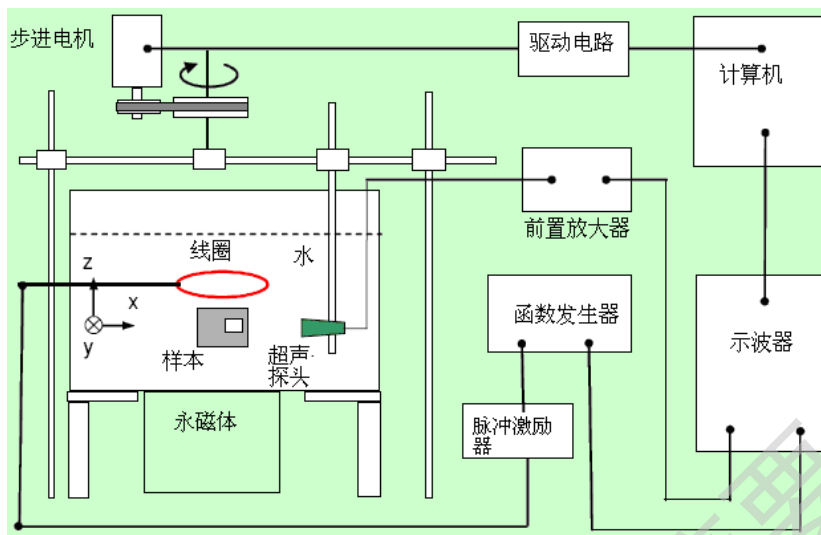 步进电机
驱动电路
计算机
前置放大器
线圈
水
z
x
y
函数发生器
示波器
样本
超声
探头
永磁体
脉冲激励
器
要